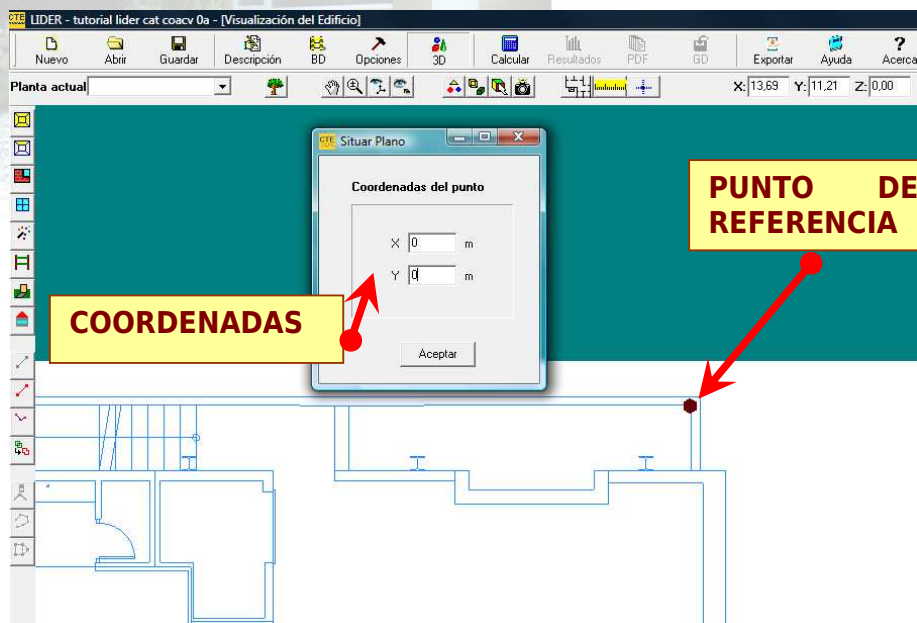 CTE LIDER - tutorial lider cat coacv 0a - [Visualización del Edificio]
Nuevo Abrir Guardar Descripción BD Opciones 3D Calcular Resultados PDF GD Exportar Ayuda Acerca
Planta actual X: 13,69 Y: 11,21 Z: 0,00
CTE Situar Plano
Coordenadas del punto
X 0 m
Y 0 m
Aceptar
PUNTO DE
REFERENCIA
COORDENADAS